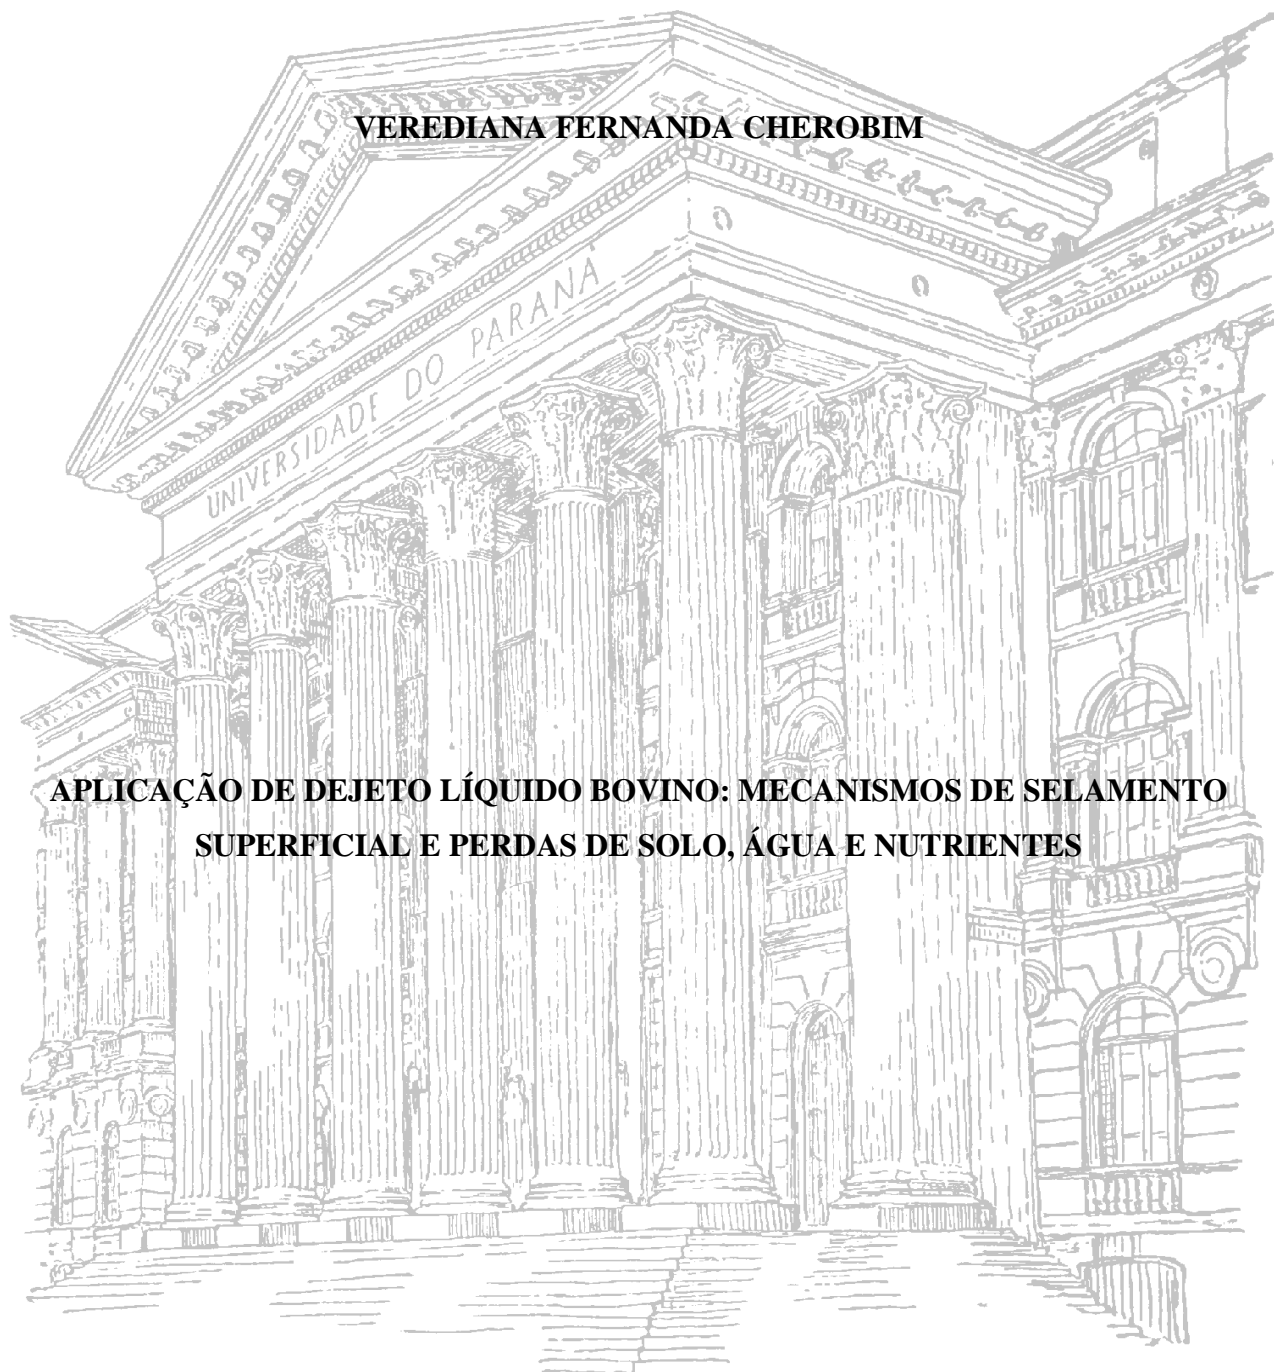 VEREDIANA FERNANDA CHEROBIM
UNIVERSIDADE DO PARANÁ
APLICAÇÃO DE DEJETO LÍQUIDO BOVINO: MECANISMOS DE SELAMENTO
SUPERFICIAL E PERDAS DE SOLO, ÁGUA E NUTRIENTES